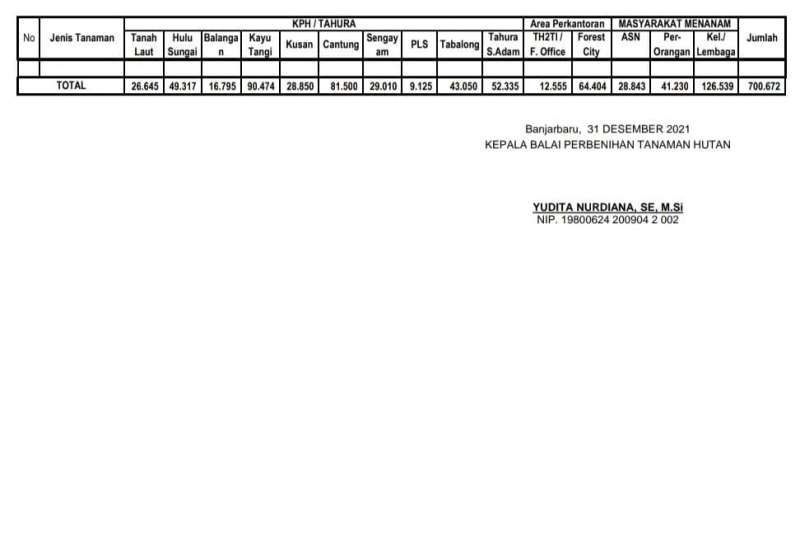 KPH / TAHURA Area Perkantoran MASYARAKAT MENANAM
No Jenis Tanaman Tanah Laut Hulu Sungai Balangan Kayu Tangi Kusan Cantung Sengayam PLS Tabalong Tahura S.Adam TH2TI / F. Office Forest City ASN Per-Orangan Kel./ Lembaga Jumlah
TOTAL 26.645 49.317 16.795 90.474 28.850 81.500 29.010 9.125 43.050 52.335 12.555 64.404 28.843 41.230 126.539 700.672
Banjarbaru, 31 DESEMBER 2021
KEPALA BALAI PERBENIHAN TANAMAN HUTAN
YUDITA NURDIANA, SE, M.Si
NIP. 19800624 200904 2 002